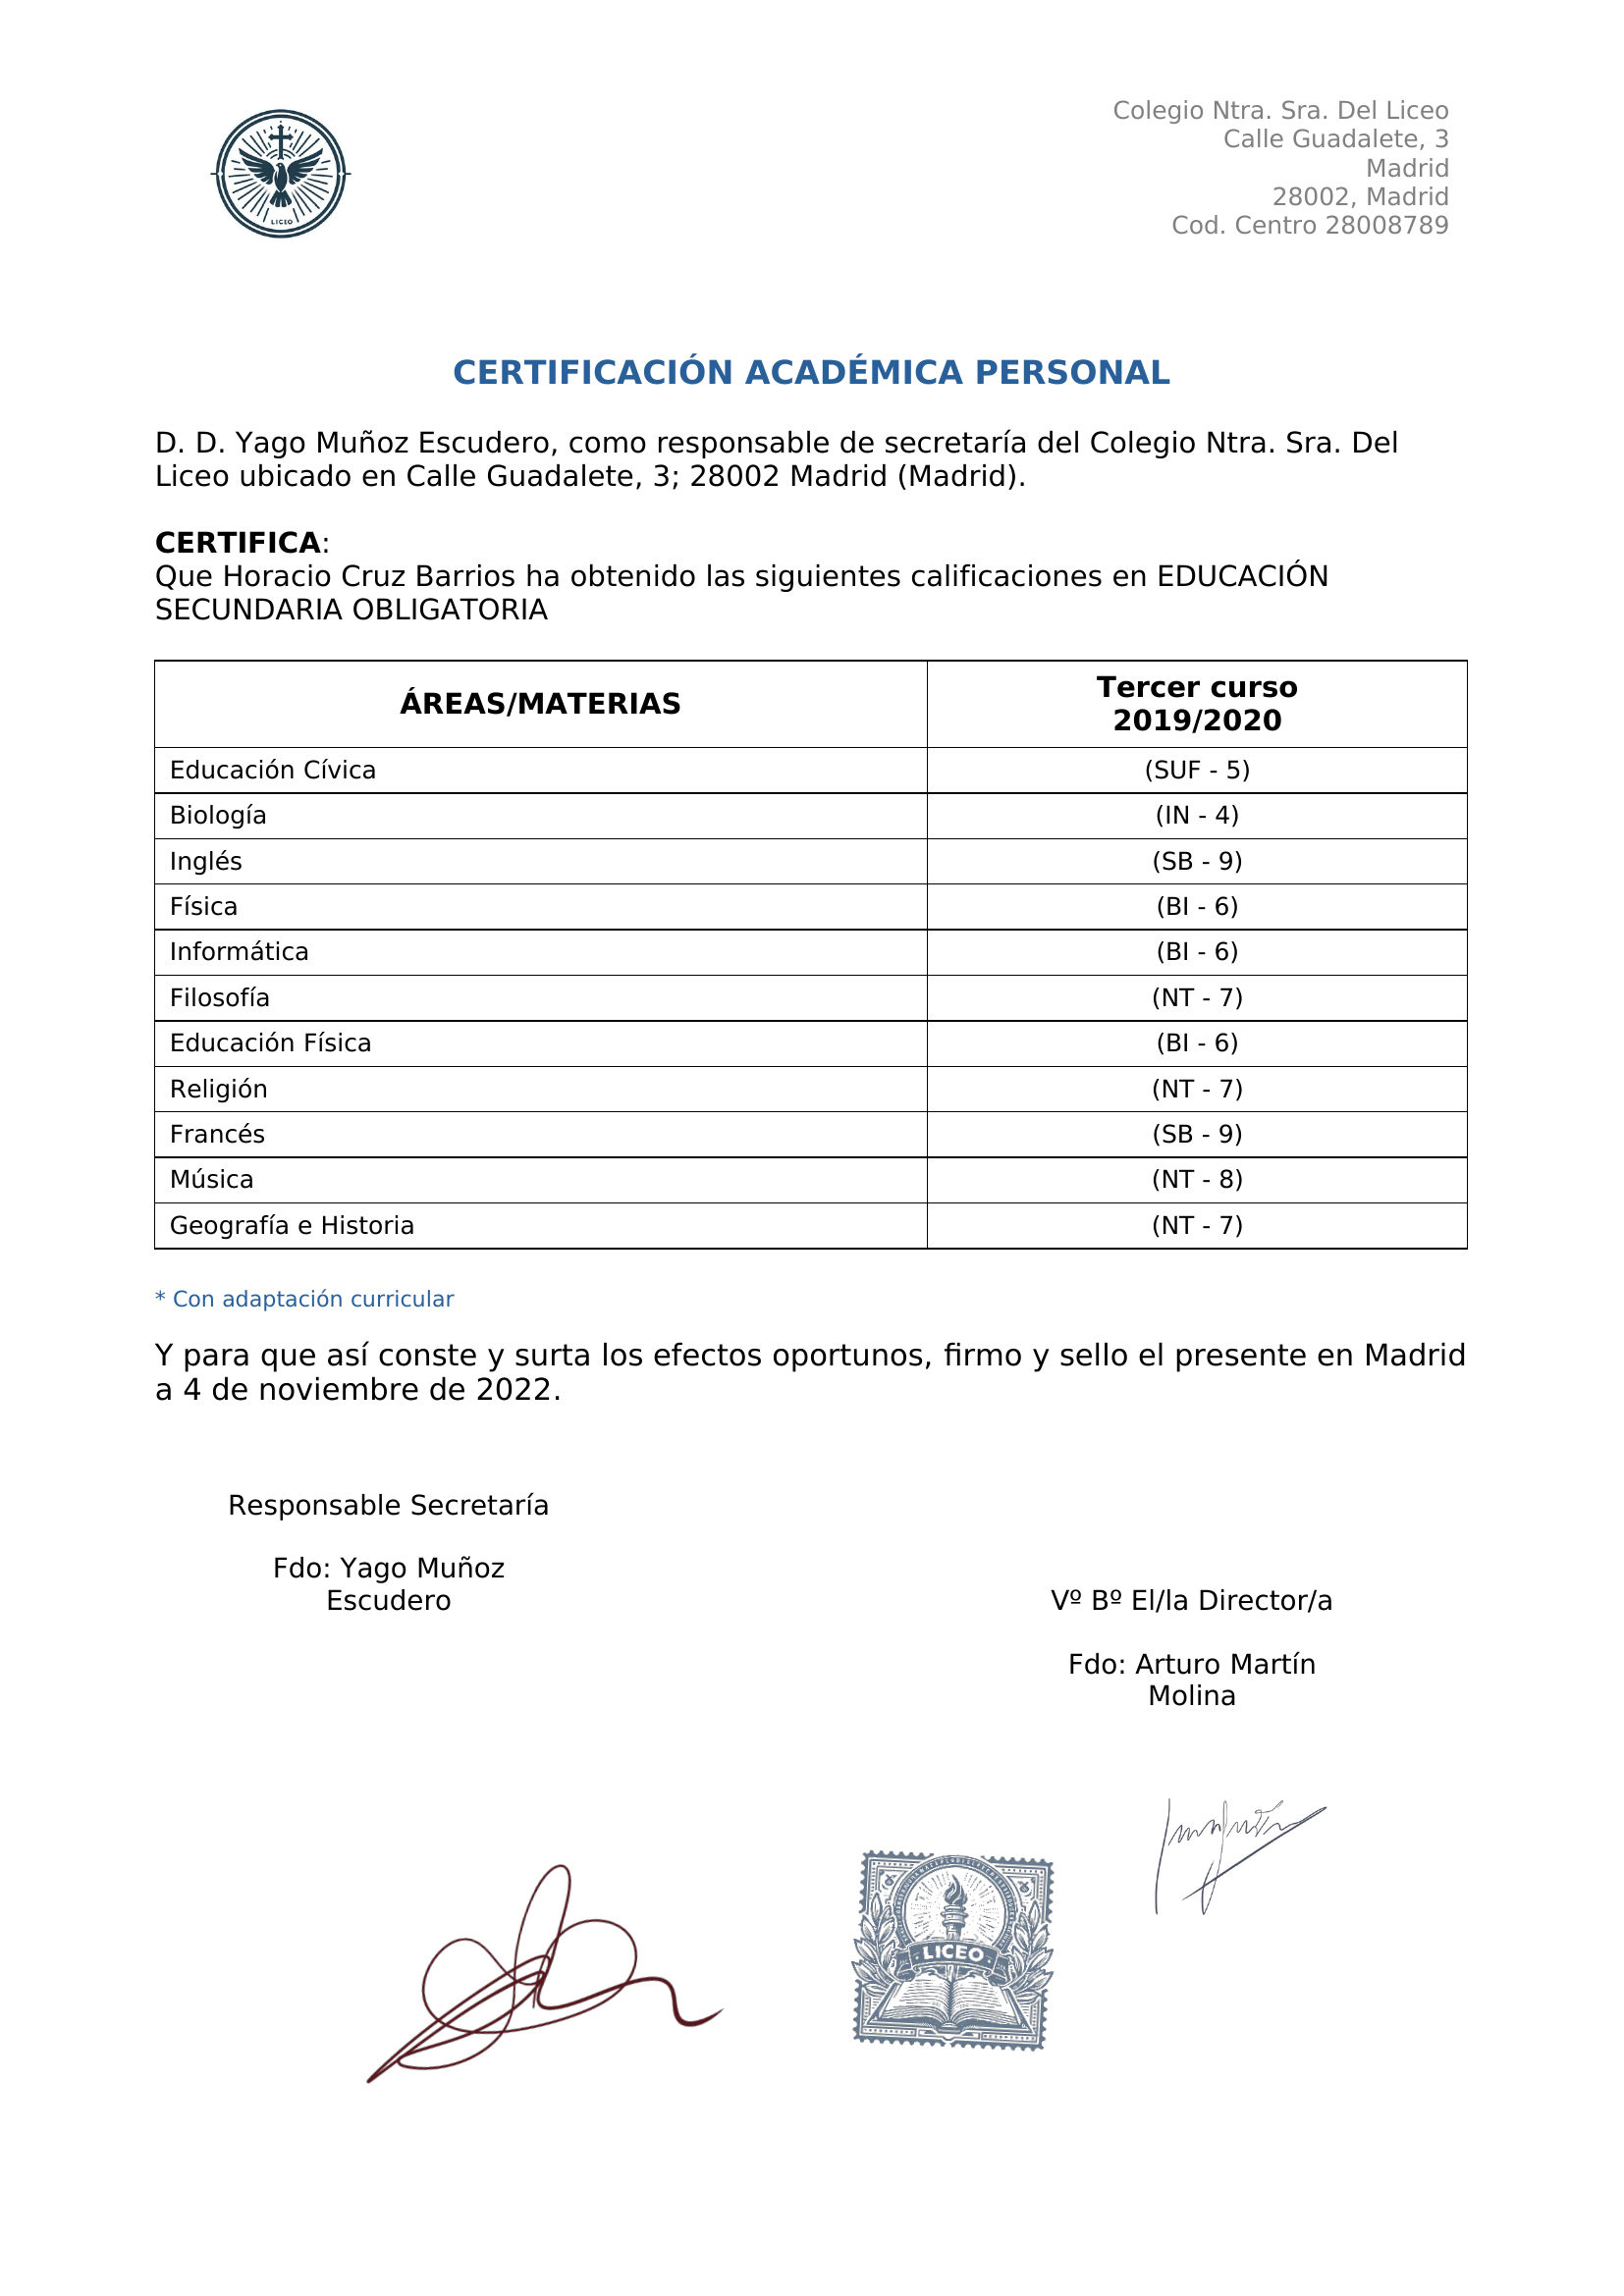 LICEO
Colegio Ntra. Sra. Del Liceo
Calle Guadalete, 3
Madrid
28002, Madrid
Cod. Centro 28008789
CERTIFICACIÓN ACADÉMICA PERSONAL
D. D. Yago Muñoz Escudero, como responsable de secretaría del Colegio Ntra. Sra. Del
Liceo ubicado en Calle Guadalete, 3; 28002 Madrid (Madrid).
CERTIFICA:
Que Horacio Cruz Barrios ha obtenido las siguientes calificaciones en EDUCACIÓN
SECUNDARIA OBLIGATORIA
ÁREAS/MATERIAS Tercer curso
2019/2020
Educación Cívica (SUF - 5)
Biología (IN - 4)
Inglés (SB - 9)
Física (BI - 6)
Informática (BI - 6)
Filosofía (NT - 7)
Educación Física (BI - 6)
Religión (NT - 7)
Francés (SB - 9)
Música (NT - 8)
Geografía e Historia (NT - 7)
* Con adaptación curricular
Y para que así conste y surta los efectos oportunos, firmo y sello el presente en Madrid
a 4 de noviembre de 2022.
Responsable Secretaría
Fdo: Yago Muñoz
Escudero
Vº Bº El/la Director/a
Fdo: Arturo Martín
Molina
LICEO